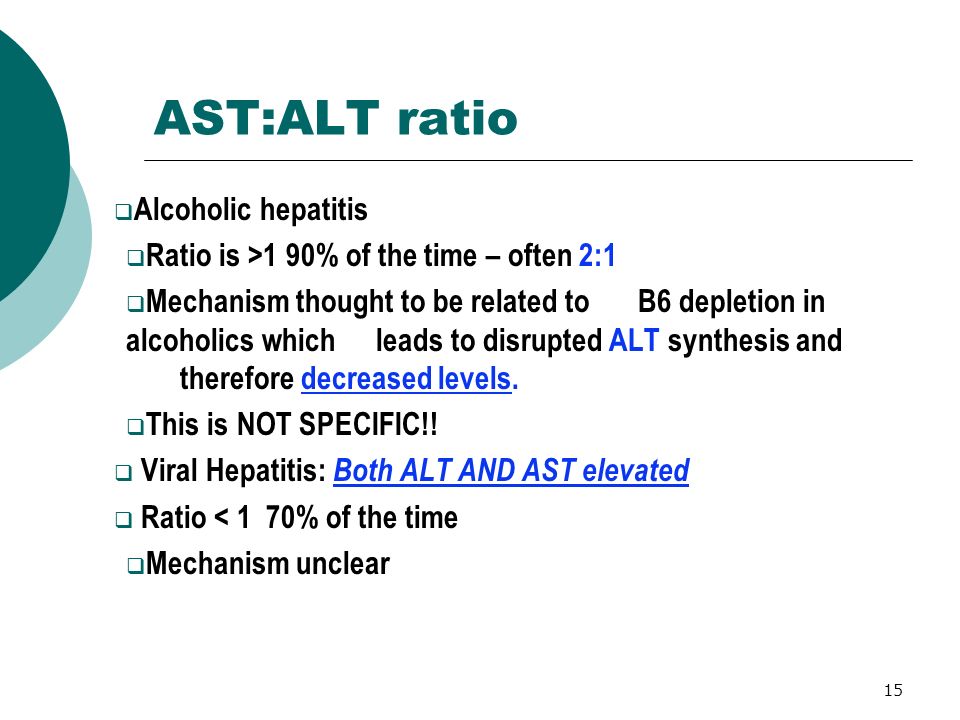 AST:ALT ratio
Alcoholic hepatitis
Ratio is >1 90% of the time – often 2:1
Mechanism thought to be related to B6 depletion in
alcoholics which leads to disrupted ALT synthesis and
therefore decreased levels.
This is NOT SPECIFIC!!
Viral Hepatitis: Both ALT AND AST elevated
Ratio < 1 70% of the time
Mechanism unclear
15